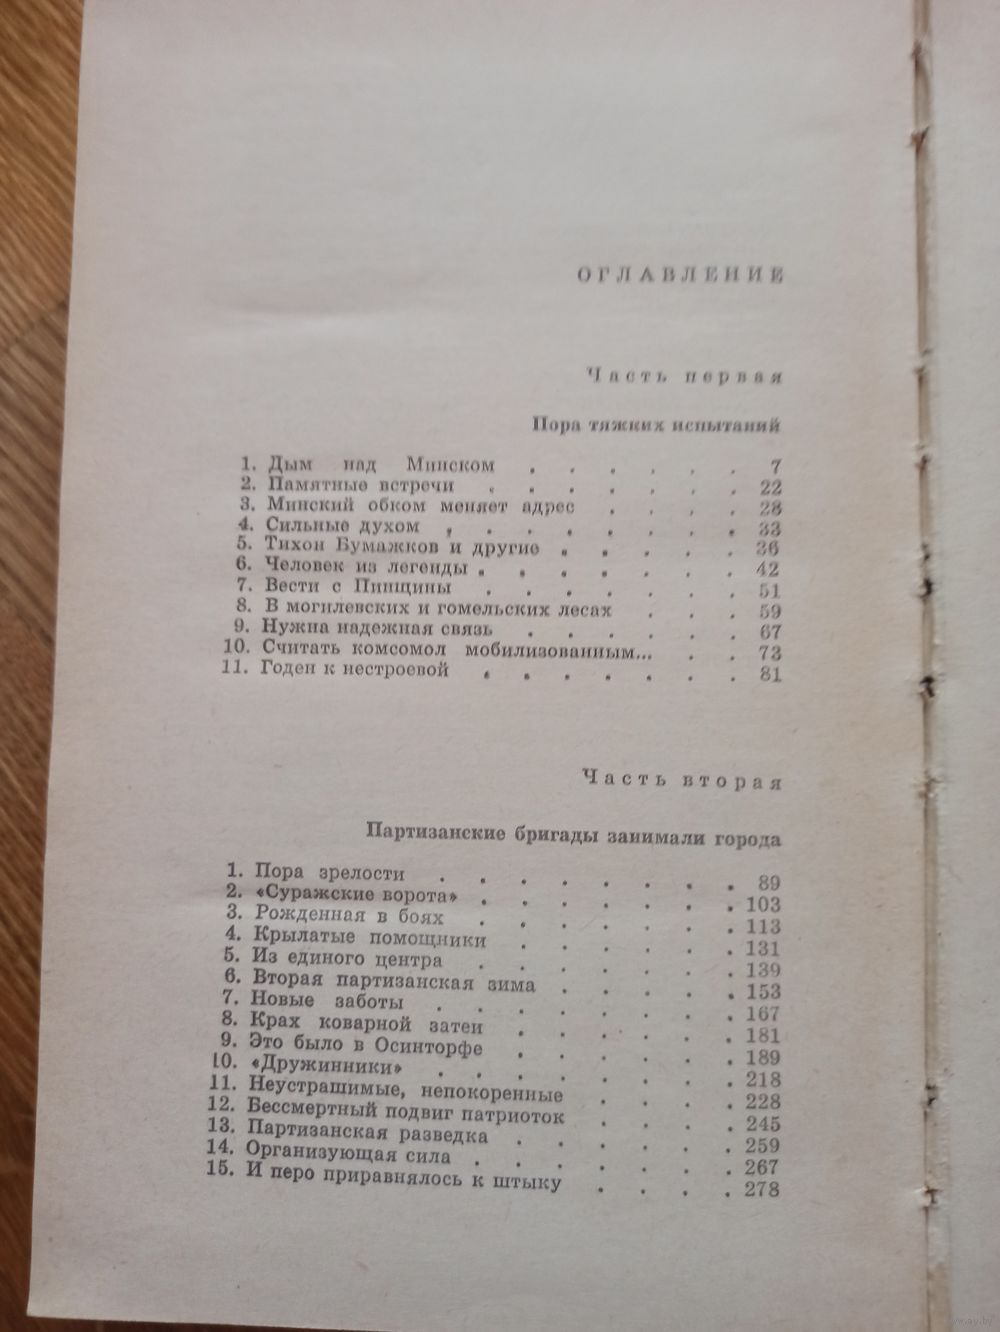 ОГЛАВЛЕНИЕ
Часть первая
Пора тяжких испытаний
1. Дым над Минском . . . . . . 7
2. Памятные встречи . . . . . . . 22
3. Минский обком меняет адрес . . . . 28
4. Сильные духом . . . . . . . . 33
5. Тихон Бумажков и другие . . . . . 36
6. Человек из легенды . . . . . . . 42
7. Вести с Пинщины . . . . . . . 51
8. В могилевских и гомельских лесах . . . 59
9. Нужна надежная связь . . . . . . 67
10. Считать комсомол мобилизованным... . . 73
11. Годен к нестроевой . . . . . . . 81
Часть вторая
Партизанские бригады занимали города
1. Пора зрелости . . . . . . . . 89
2. «Суражские ворота» . . . . . . . 103
3. Рожденная в боях . . . . . . . 113
4. Крылатые помощники . . . . . . 131
5. Из единого центра . . . . . . . 139
6. Вторая партизанская зима . . . . . 153
7. Новые заботы . . . . . . . . 167
8. Крах коварной затеи . . . . . . 181
9. Это было в Осинторфе . . . . . . 189
10. «Дружинники» . . . . . . . . 218
11. Неустрашимые, непокоренные . . . . 228
12. Бессмертный подвиг патриоток . . . . 245
13. Партизанская разведка . . . . . . 259
14. Организующая сила . . . . . . . 267
15. И перо приравнялось к штыку . . . . 278